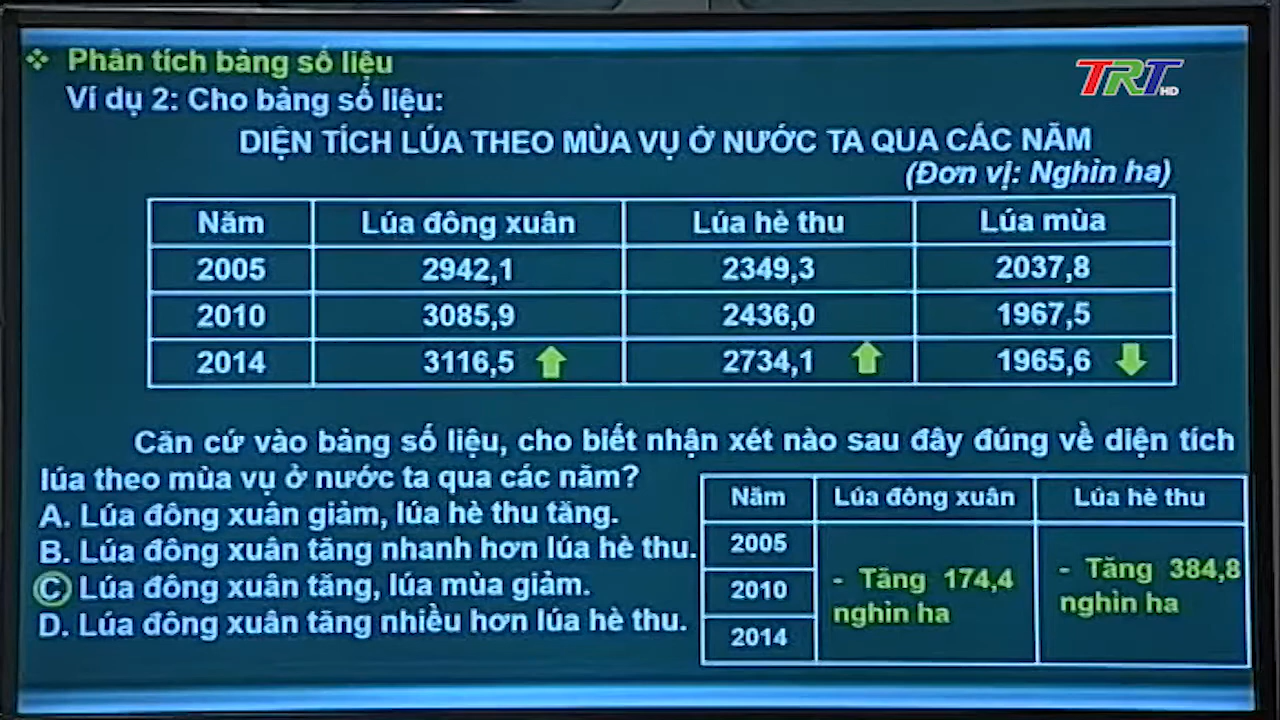 ❖ Phân tích bảng số liệu
TRT HD
Ví dụ 2: Cho bảng số liệu:
DIỆN TÍCH LÚA THEO MÙA VỤ Ở NƯỚC TA QUA CÁC NĂM
(Đơn vị: Nghìn ha)
Năm Lúa đông xuân Lúa hè thu Lúa mùa
2005 2942,1 2349,3 2037,8
2010 3085,9 2436,0 1967,5
2014 3116,5 2734,1 1965,6
Căn cứ vào bảng số liệu, cho biết nhận xét nào sau đây đúng về diện tích
lúa theo mùa vụ ở nước ta qua các năm?
A. Lúa đông xuân giảm, lúa hè thu tăng.
B. Lúa đông xuân tăng nhanh hơn lúa hè thu.
C Lúa đông xuân tăng, lúa mùa giảm.
D. Lúa đông xuân tăng nhiều hơn lúa hè thu.
Năm Lúa đông xuân Lúa hè thu
2005
2010
2014
- Tăng 174,4
nghìn ha
- Tăng 384,8
nghìn ha